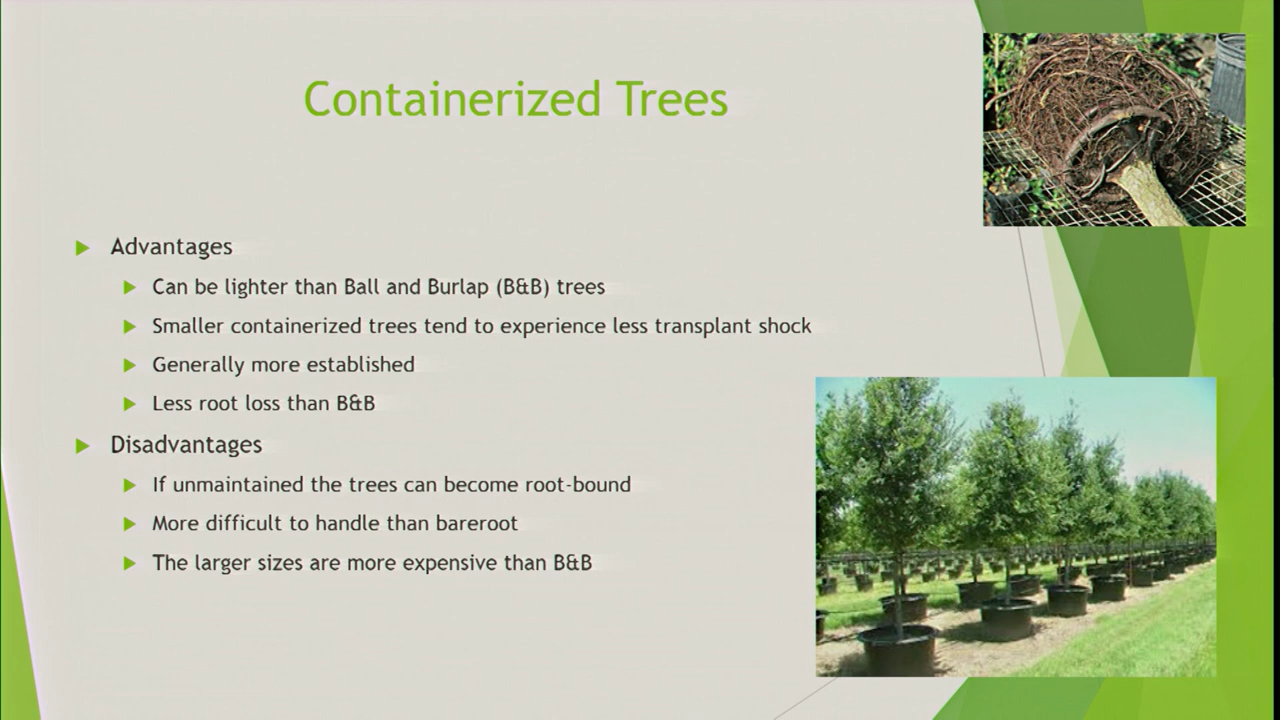 Containerized Trees
Advantages
Can be lighter than Ball and Burlap (B&B) trees
Smaller containerized trees tend to experience less transplant shock
Generally more established
Less root loss than B&B
Disadvantages
If unmaintained the trees can become root-bound
More difficult to handle than bareroot
The larger sizes are more expensive than B&B